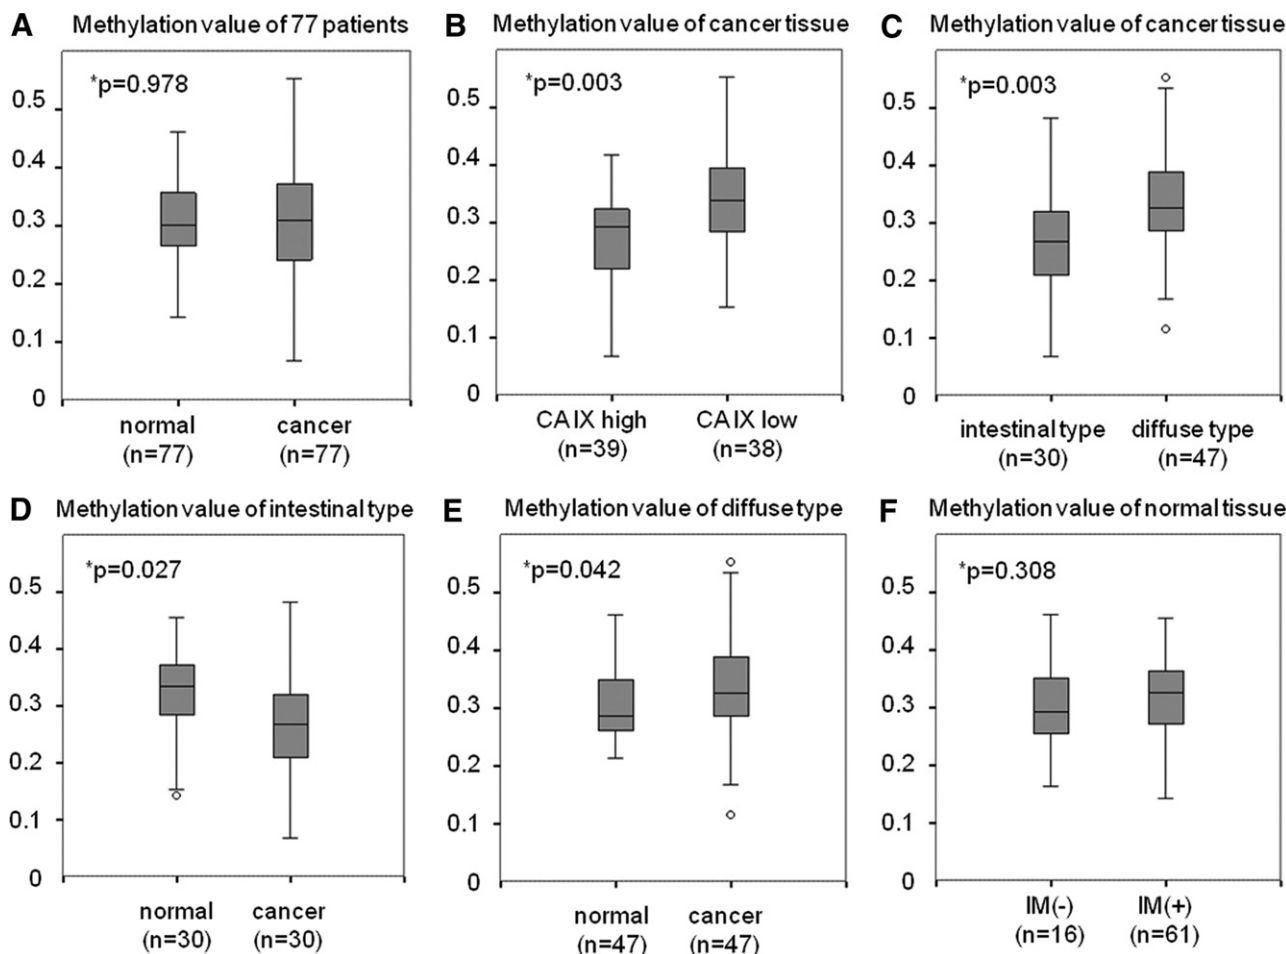 A Methylation value of 77 patients
*p=0.978
0.5
0.4
0.3
0.2
0.1
0
normal cancer
(n=77) (n=77)
B Methylation value of cancer tissue
*p=0.003
0.5
0.4
0.3
0.2
0.1
0
CA IX high CA IX low
(n=39) (n=38)
C Methylation value of cancer tissue
*p=0.003
0.5
0.4
0.3
0.2
0.1
0
intestinal type diffuse type
(n=30) (n=47)
D Methylation value of intestinal type
*p=0.027
0.5
0.4
0.3
0.2
0.1
0
normal cancer
(n=30) (n=30)
E Methylation value of diffuse type
*p=0.042
0.5
0.4
0.3
0.2
0.1
0
normal cancer
(n=47) (n=47)
F Methylation value of normal tissue
*p=0.308
0.5
0.4
0.3
0.2
0.1
0
IM(-) IM(+)
(n=16) (n=61)